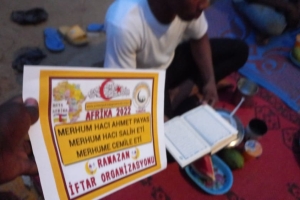 AFRİKA 2022
MERHUM HACI AHMET PAYAS
MERHUM HACI SALİH ETİ
MERHUME CEMİLE ETİ
RAMAZAN
İFTAR ORGANİZASYONU